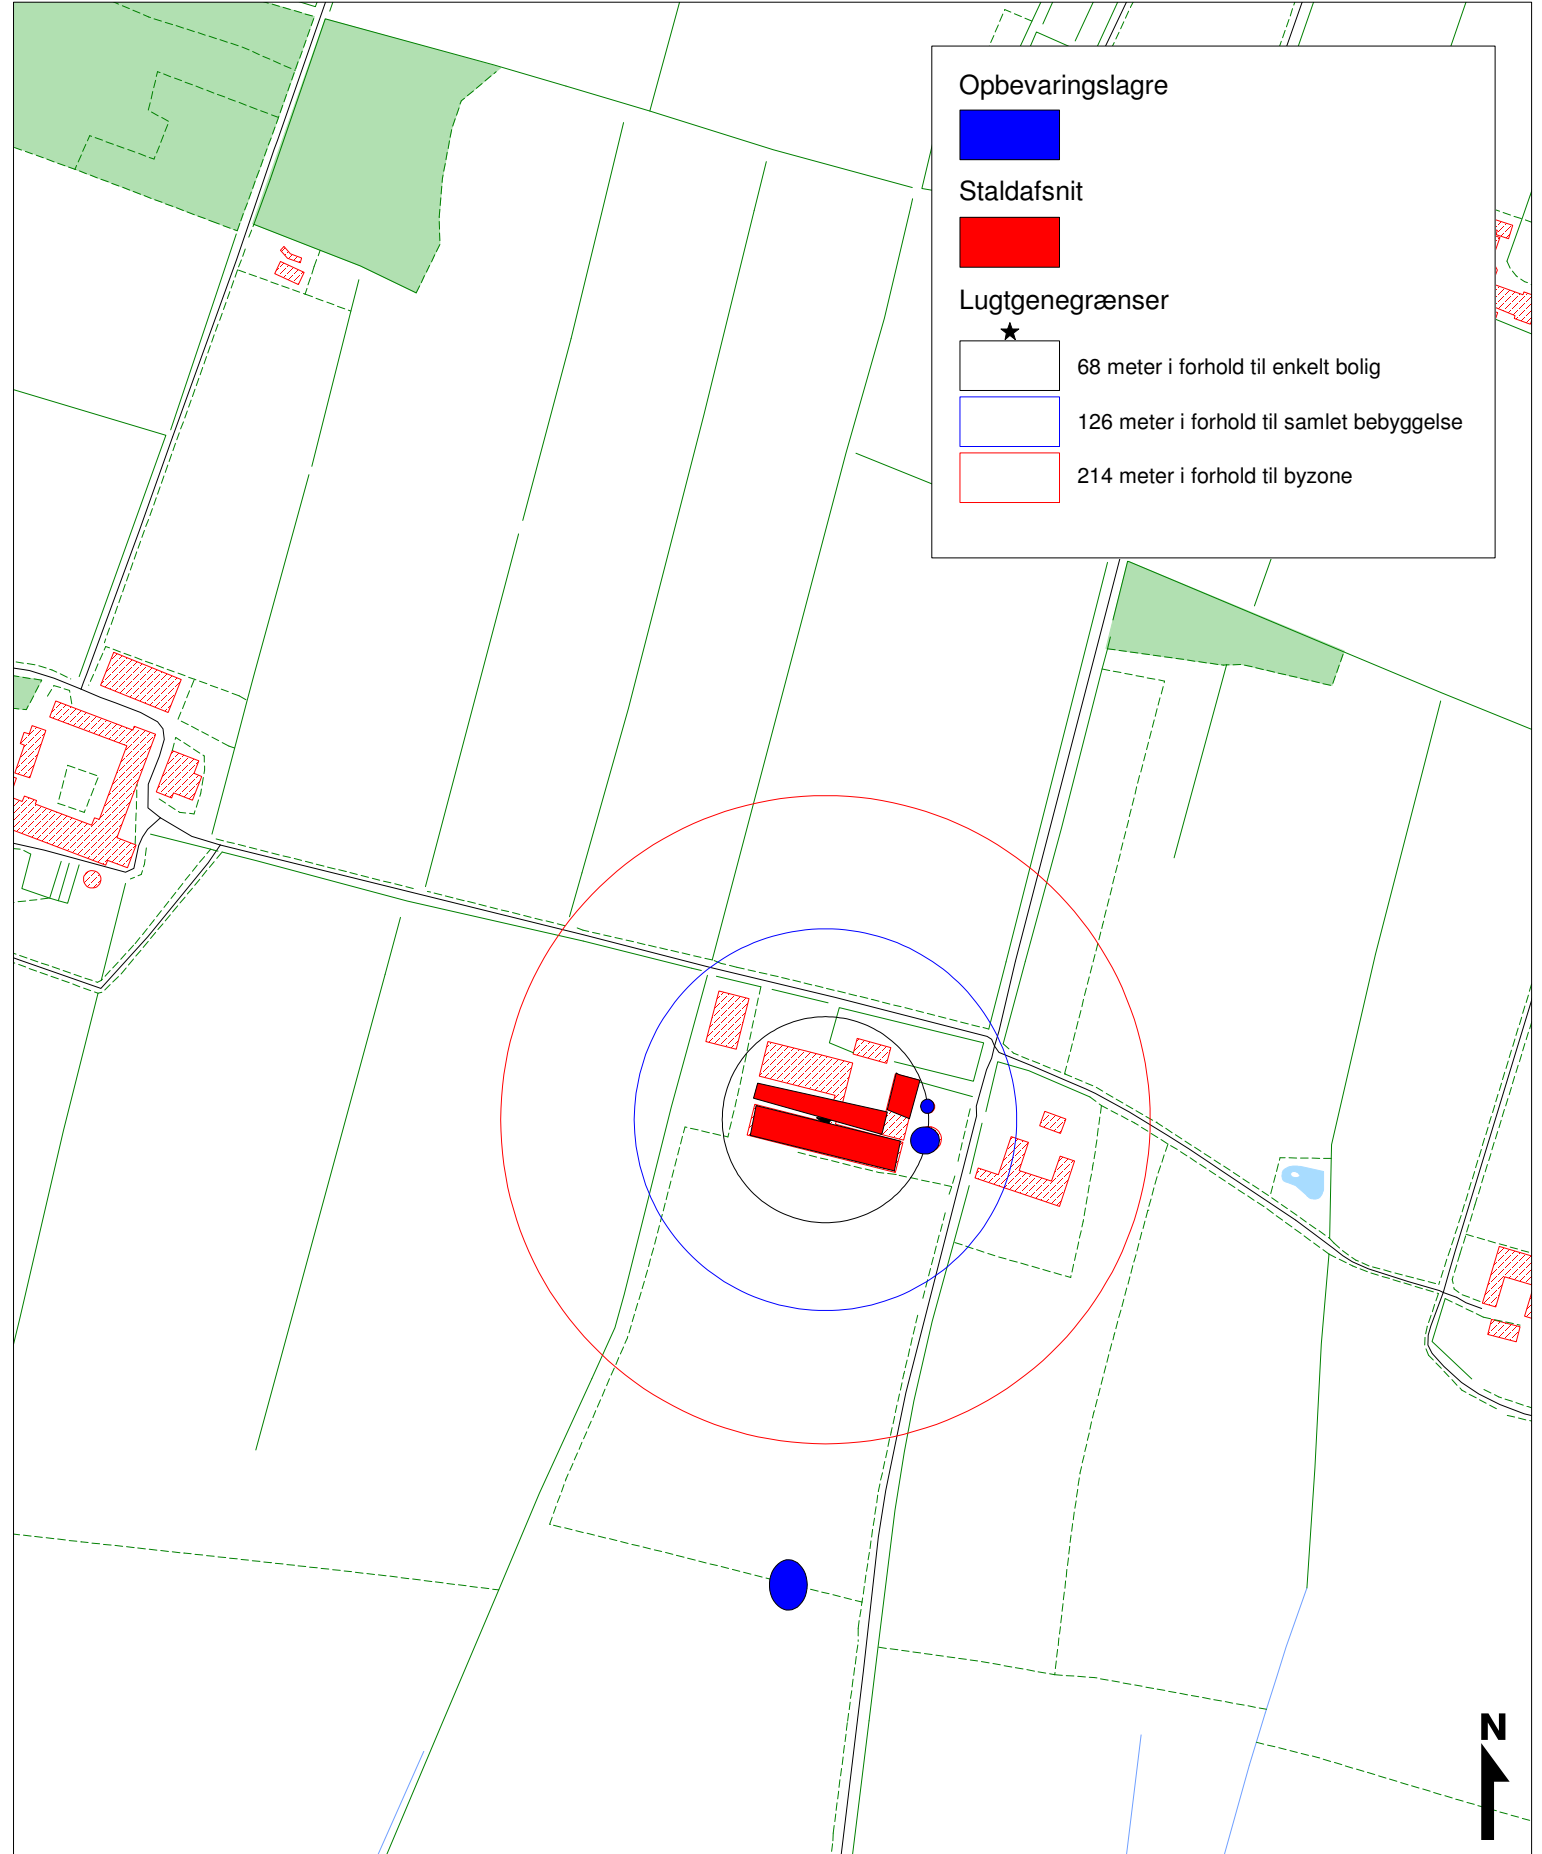 Opbevaringslagre
Staldafsnit
Lugtgenegrænser
68 meter i forhold til enkelt bolig
126 meter i forhold til samlet bebyggelse
214 meter i forhold til byzone
N